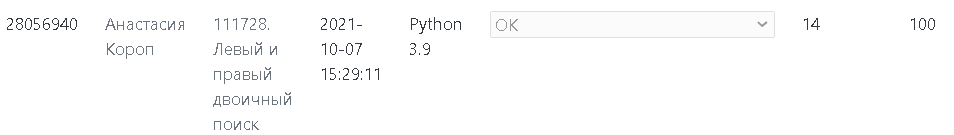 28056940 Анастасия 111728. 2021- Python OK 14 100
Короп Левый и 10-07 3.9
правый 15:29:11
двоичный
поиск